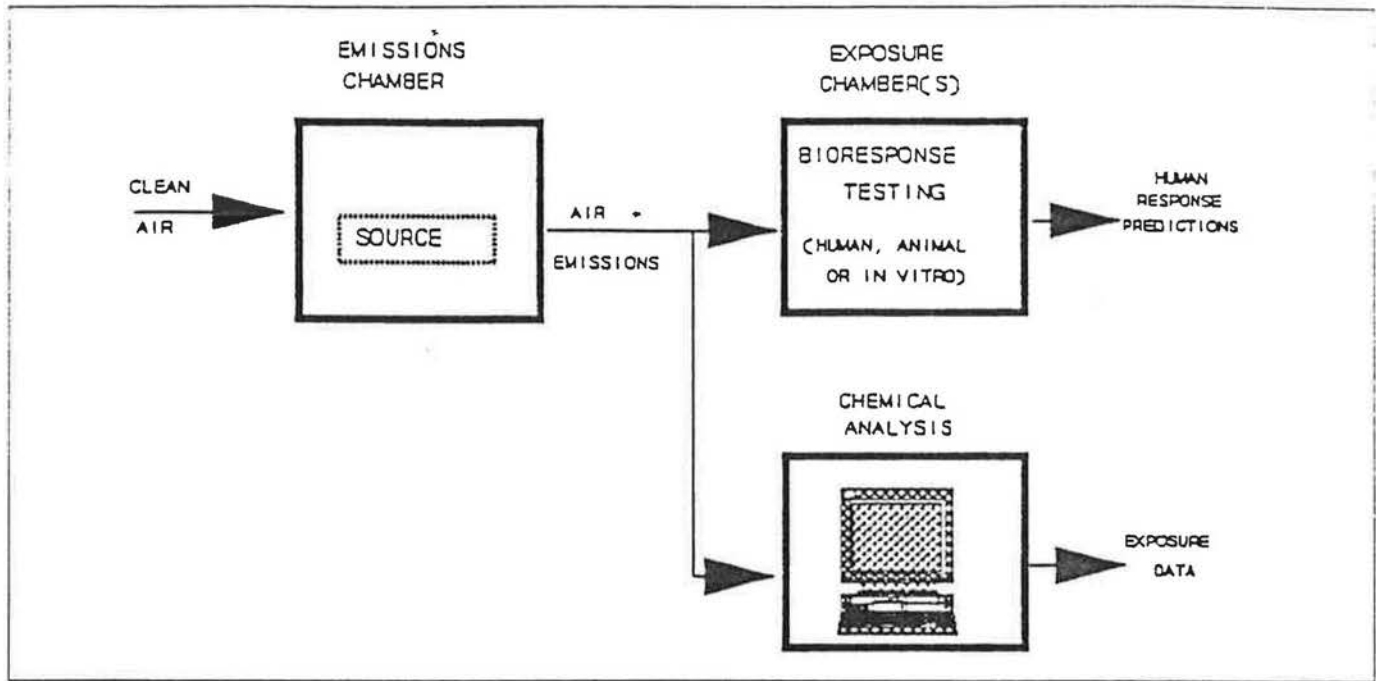 EMISSIONS
CHAMBER
EXPOSURE
CHAMBER(S)
CLEAN
AIR
SOURCE
AIR +
EMISSIONS
BIORESPONSE
TESTING
(HUMAN, ANIMAL
OR IN VITRO)
HUMAN
RESPONSE
PREDICTIONS
CHEMICAL
ANALYSIS
EXPOSURE
DATA